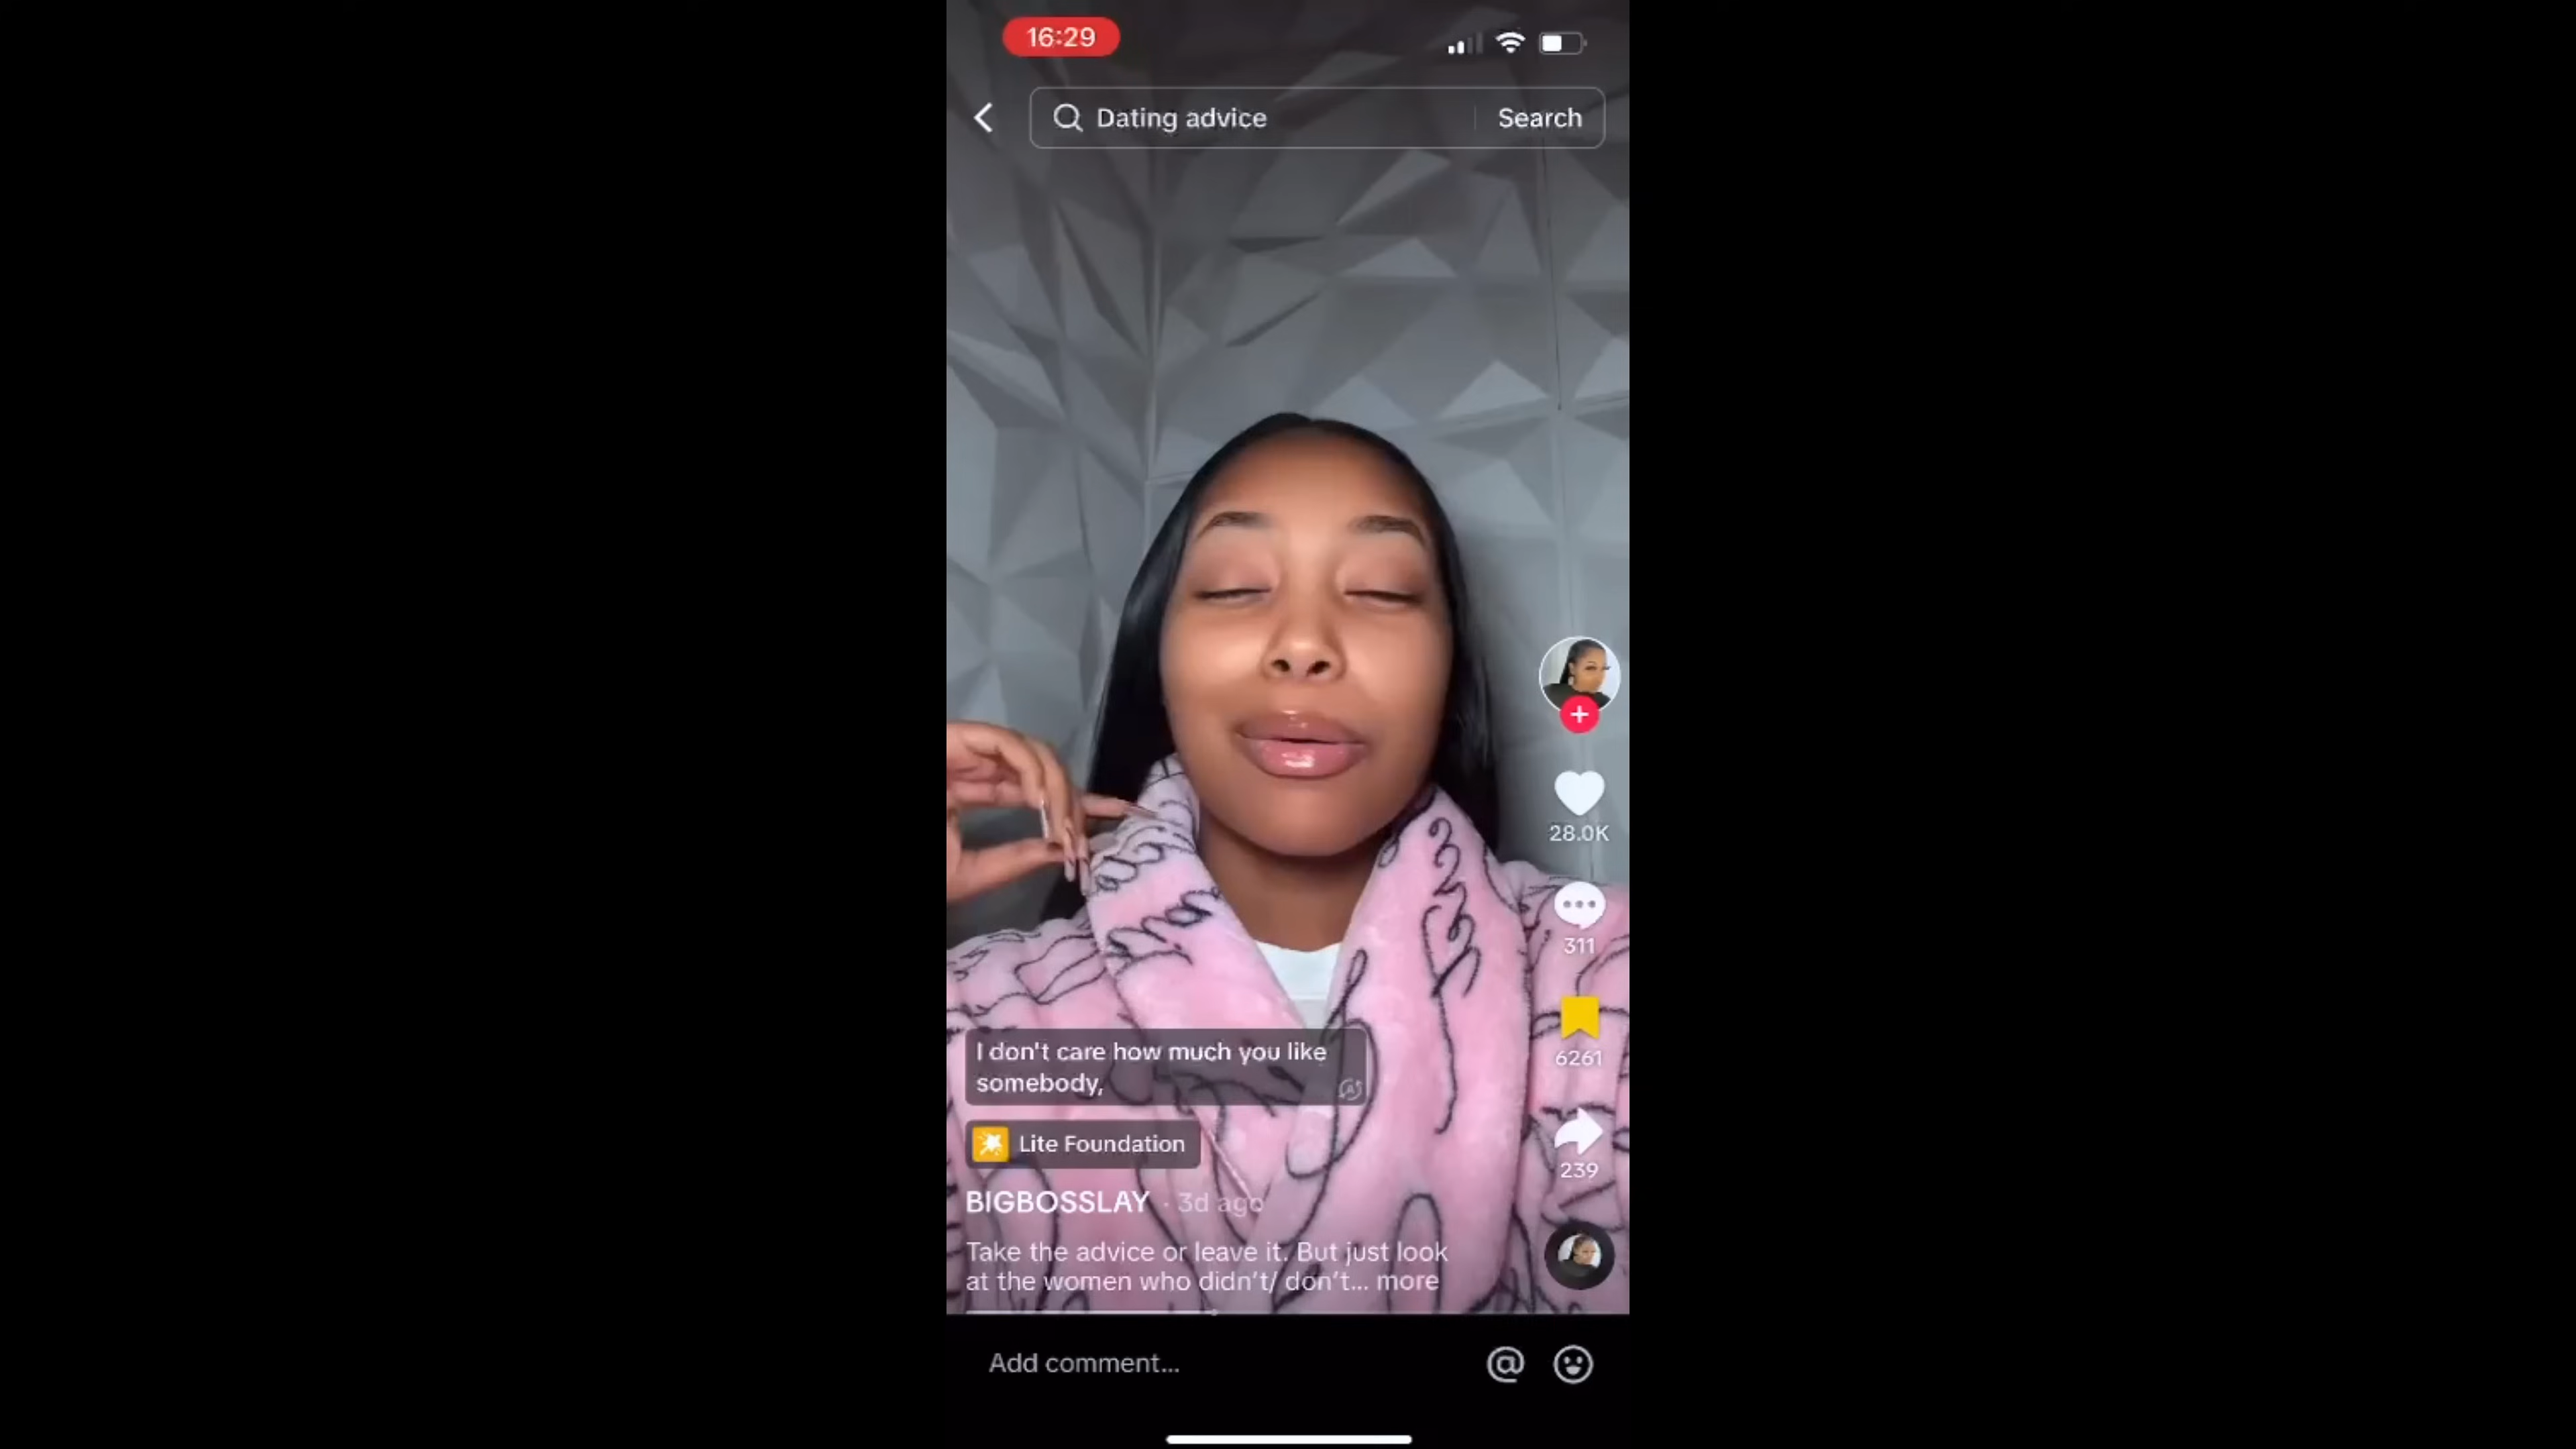 16:29
Dating advice
Search
28.0K
311
6261
239
I don't care how much you like
somebody,
Lite Foundation
BIGBOSSLAY · 3d ago
Take the advice or leave it. But just look
at the women who didn't/ don't... more
Add comment...